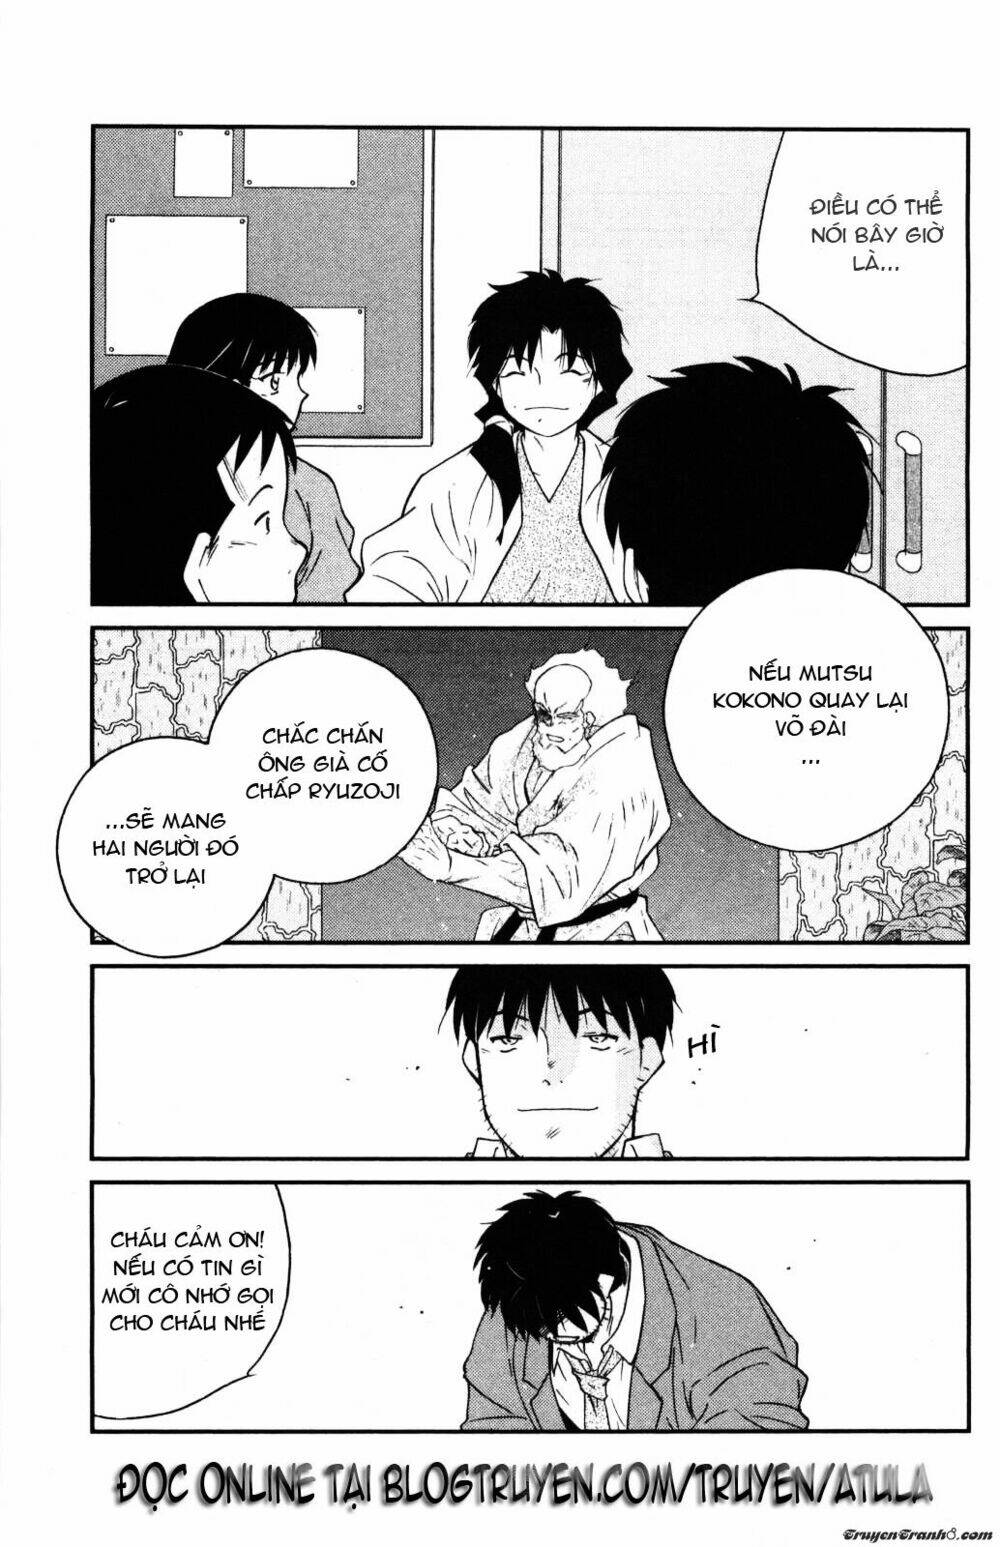 ĐIỀU CÓ THỂ
NÓI BÂY GIỜ
LÀ...
NẾU MUTSU
KOKONO QUAY LẠI
VÕ ĐÀI
...
CHẮC CHẮN
ÔNG GIÀ CỐ
CHẤP RYUZOJI
...SẼ MANG
HAI NGƯỜI ĐÓ
TRỞ LẠI
HÌ
CHÁU CẢM ƠN!
NẾU CÓ TIN GÌ
MỚI CÔ NHỚ GỌI
CHO CHÁU NHÉ
ĐỌC ONLINE TẠI BLOGTRUYEN.COM/TRUYEN/ATULA
TruyenTranh8.com